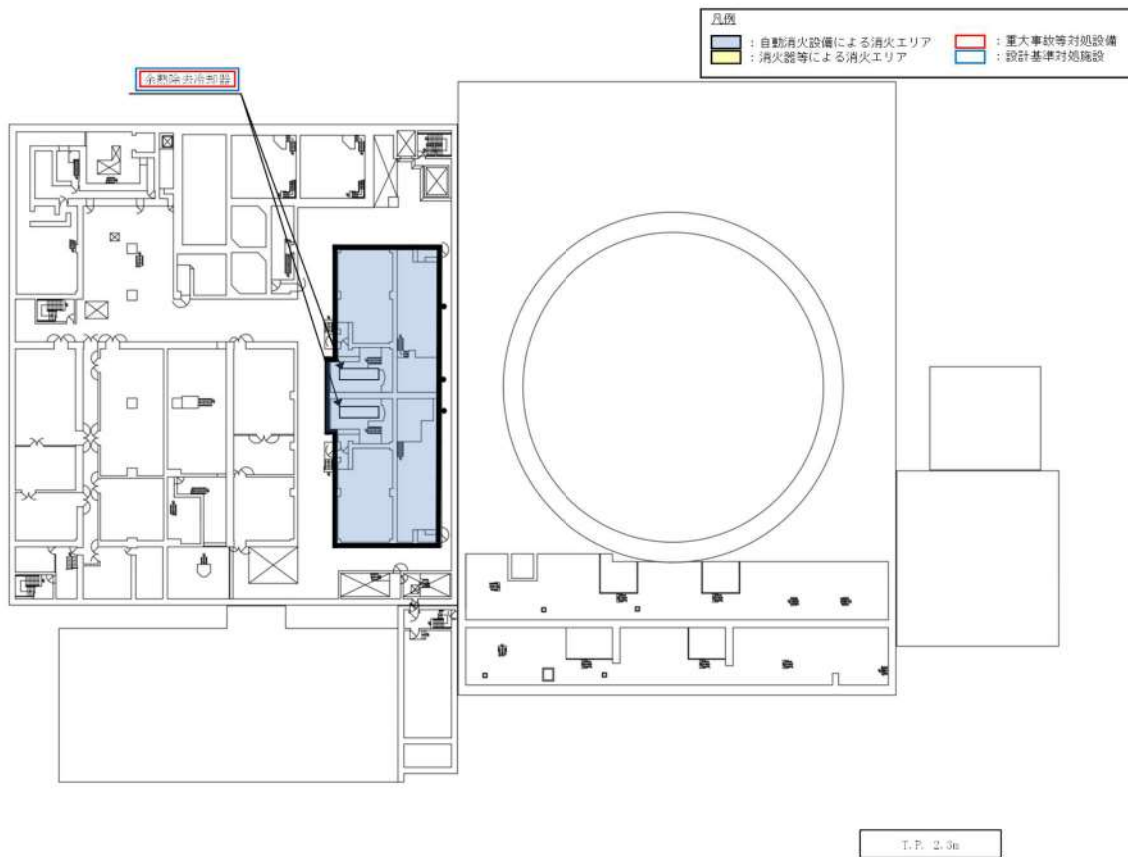 凡例
：自動消火設備による消火エリア
：重大事故等対処設備
：消火器等による消火エリア
：設計基準対処施設
余熱除去冷却器
T.P. 2.3m